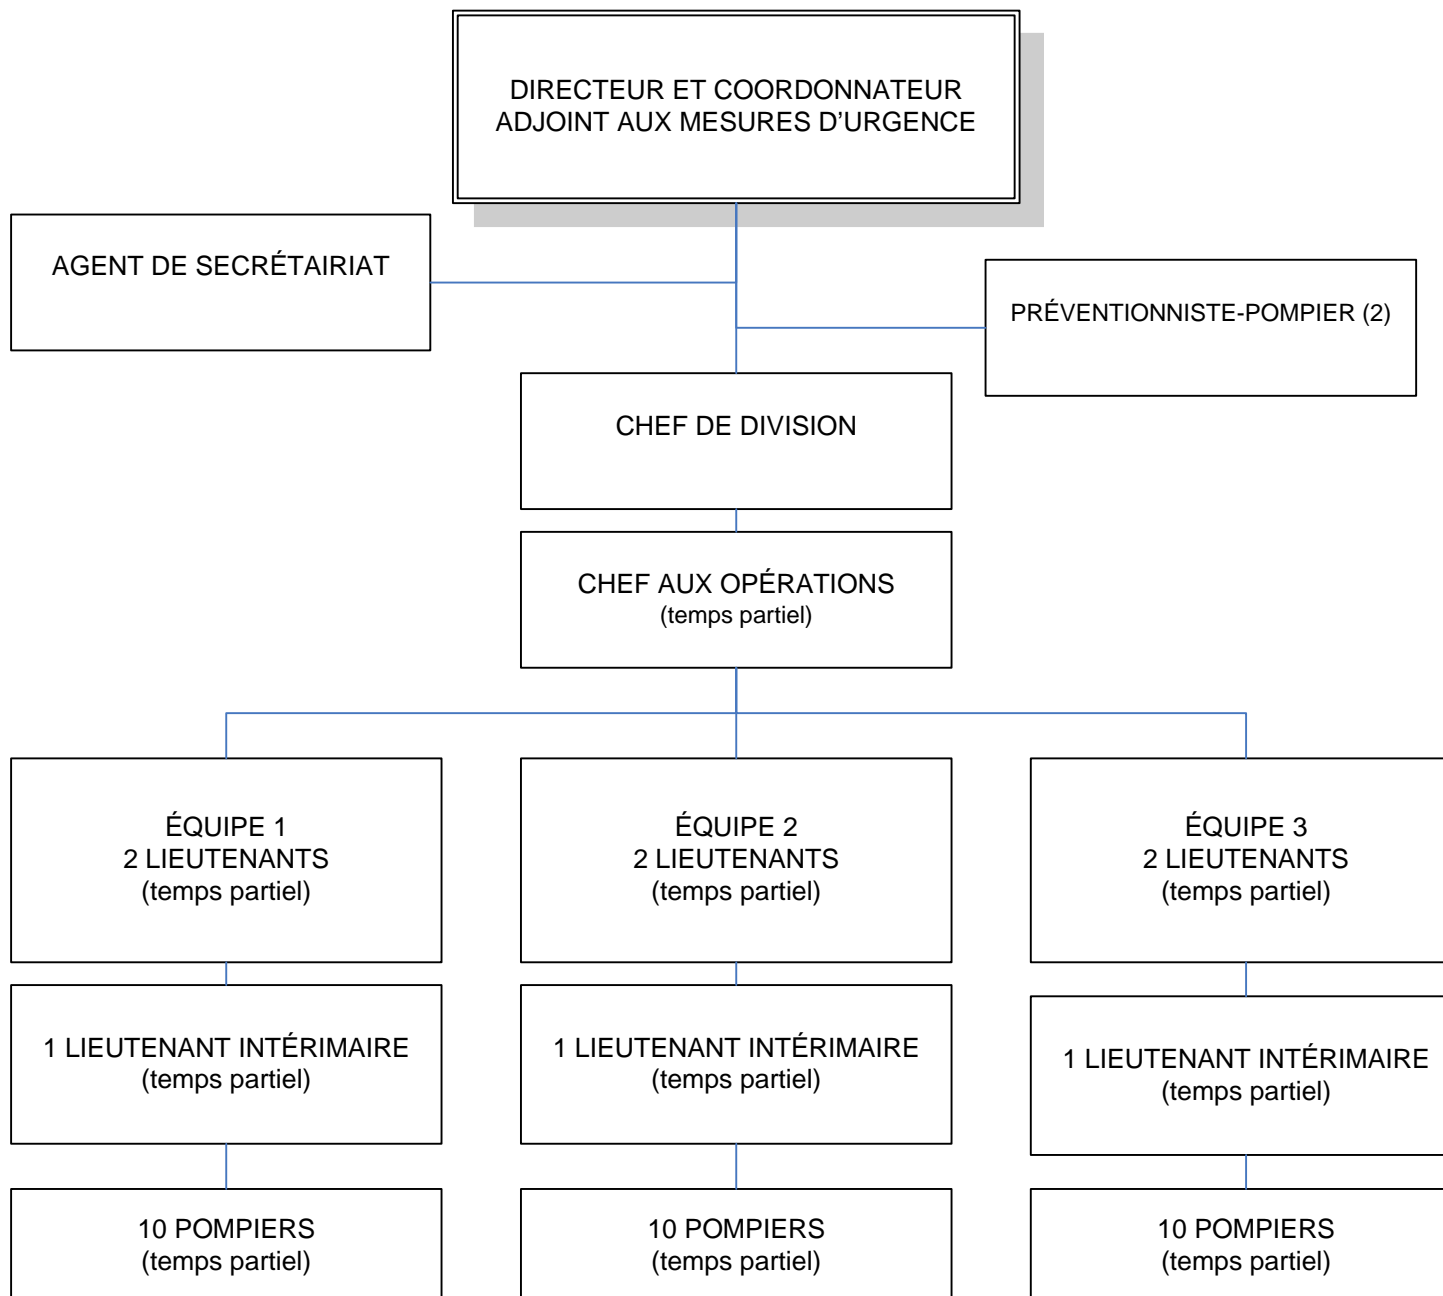 DIRECTEUR ET COORDONNATEUR
ADJOINT AUX MESURES D’URGENCE
AGENT DE SECRÉTAIRIAT
PRÉVENTIONNISTE-POMPIER (2)
CHEF DE DIVISION
CHEF AUX OPÉRATIONS
(temps partiel)
ÉQUIPE 1
2 LIEUTENANTS
(temps partiel)
ÉQUIPE 2
2 LIEUTENANTS
(temps partiel)
ÉQUIPE 3
2 LIEUTENANTS
(temps partiel)
1 LIEUTENANT INTÉRIMAIRE
(temps partiel)
1 LIEUTENANT INTÉRIMAIRE
(temps partiel)
1 LIEUTENANT INTÉRIMAIRE
(temps partiel)
10 POMPIERS
(temps partiel)
10 POMPIERS
(temps partiel)
10 POMPIERS
(temps partiel)